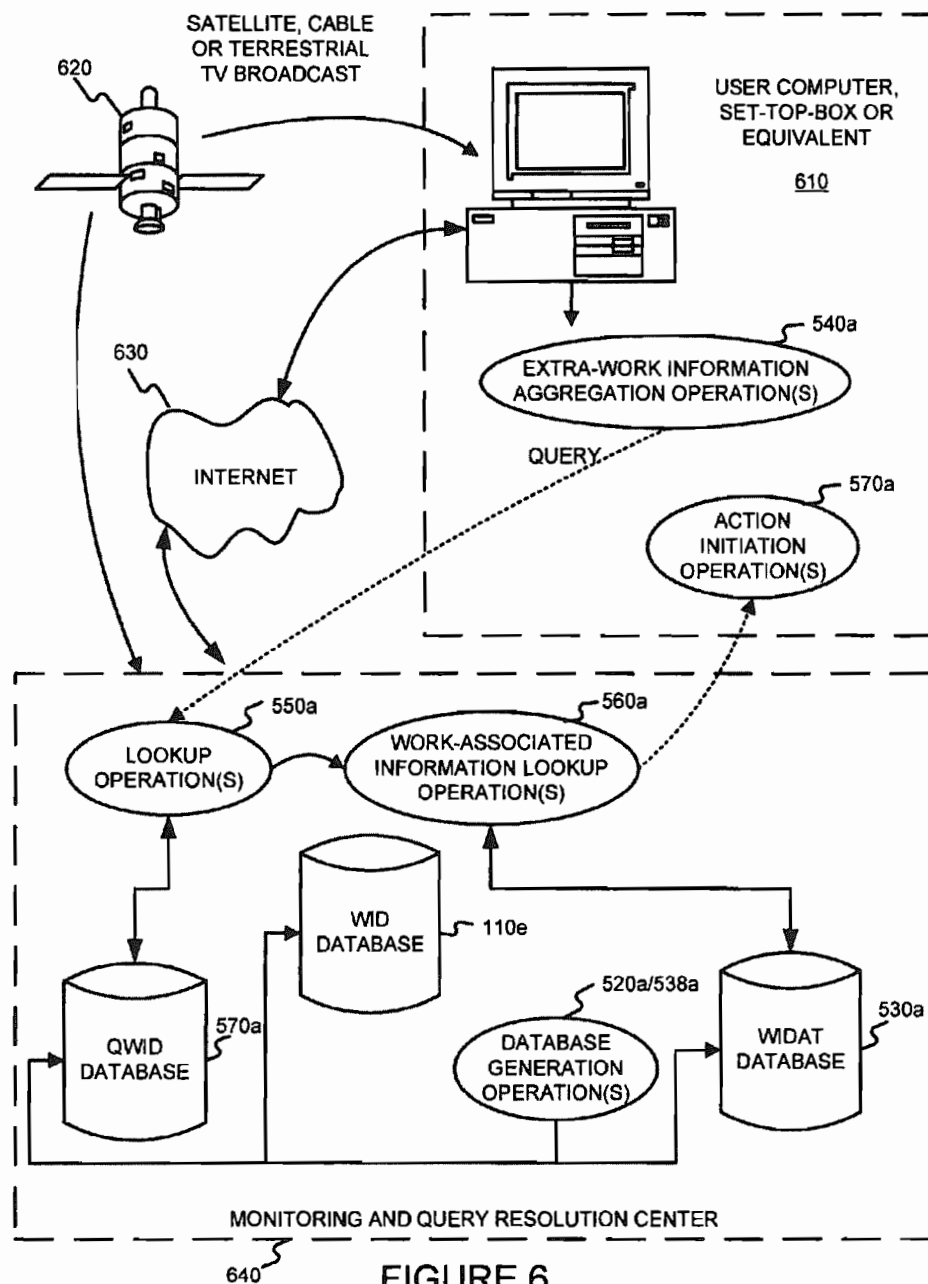 SATELLITE, CABLE
OR TERRESTRIAL
TV BROADCAST
620
USER COMPUTER,
SET-TOP-BOX OR
EQUIVALENT
610
540a
EXTRA-WORK INFORMATION
AGGREGATION OPERATION(S)
630
INTERNET
QUERY
570a
ACTION
INITIATION
OPERATION(S)
550a
LOOKUP
OPERATION(S)
560a
WORK-ASSOCIATED
INFORMATION LOOKUP
OPERATION(S)
WID
DATABASE
110e
QWID
DATABASE
570a
520a/538a
DATABASE
GENERATION
OPERATION(S)
WIDAT
DATABASE
530a
MONITORING AND QUERY RESOLUTION CENTER
640
FIGURE 6